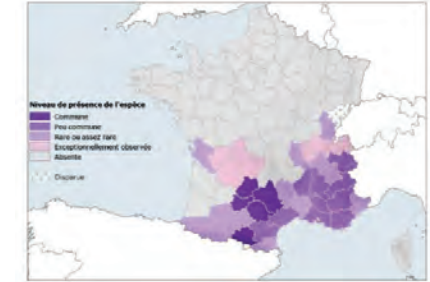 Niveau de présence de l'espèce
Commune
Peu commune
Rare ou assez rare
Exceptionnellement observée
Absente
Disparue